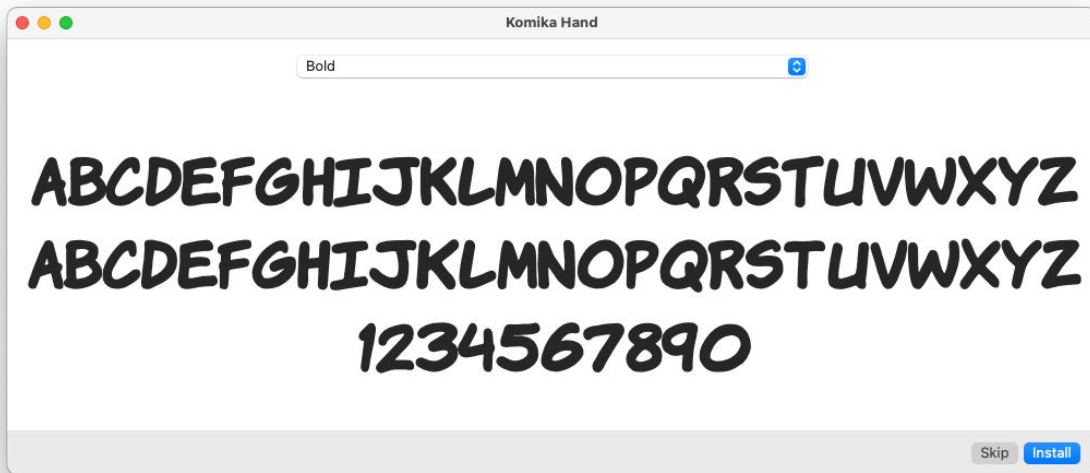 Komika Hand
Bold
ABCDEFGHIJKLMNOPQRSTUVWXYZ
ABCDEFGHIJKLMNOPQRSTUVWXYZ
1234567890
Skip Install